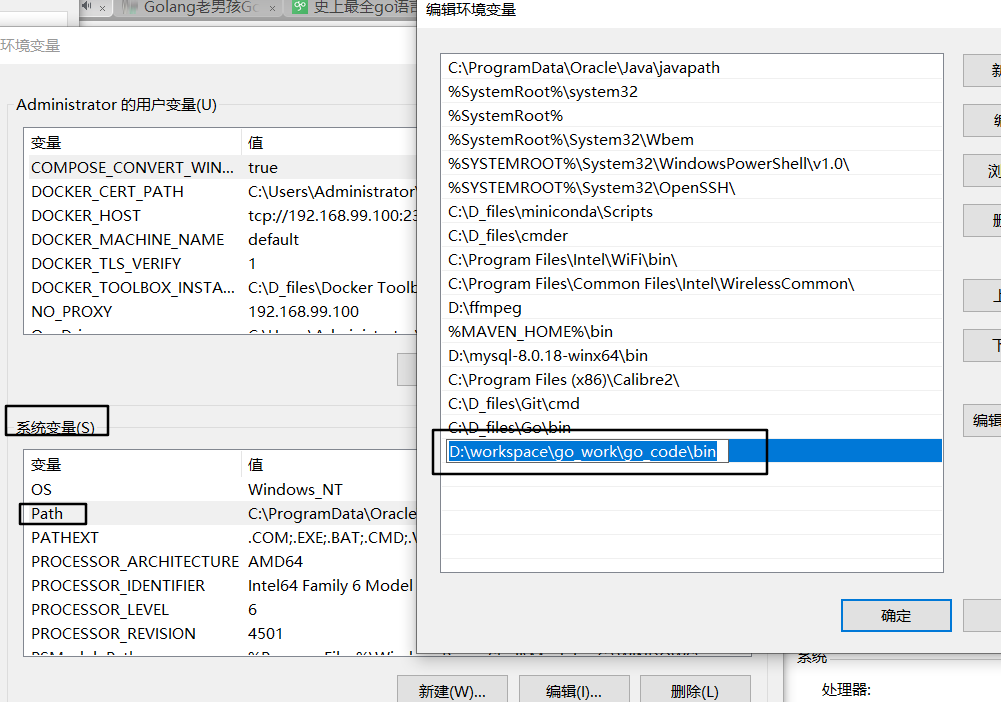 Golang老男孩G
史上最全go语言
编辑环境变量
环境变量
Administrator 的用户变量(U)
变量 值
COMPOSE_CONVERT_WIN... true
DOCKER_CERT_PATH C:\Users\Administrator\
DOCKER_HOST tcp://192.168.99.100:23
DOCKER_MACHINE_NAME default
DOCKER_TLS_VERIFY 1
DOCKER_TOOLBOX_INSTA... C:\D_files\Docker Toolb
NO_PROXY 192.168.99.100
系统变量(S)
变量 值
OS Windows_NT
Path C:\ProgramData\Oracle
PATHEXT .COM;.EXE;.BAT;.CMD;.V
PROCESSOR_ARCHITECTURE AMD64
PROCESSOR_IDENTIFIER Intel64 Family 6 Model
PROCESSOR_LEVEL 6
PROCESSOR_REVISION 4501
新建(W)...
编辑(I)...
删除(L)
C:\ProgramData\Oracle\Java\javapath
%SystemRoot%\system32
%SystemRoot%
%SystemRoot%\System32\Wbem
%SYSTEMROOT%\System32\WindowsPowerShell\v1.0\
%SYSTEMROOT%\System32\OpenSSH\
C:\D_files\miniconda\Scripts
C:\D_files\cmder
C:\Program Files\Intel\WiFi\bin\
C:\Program Files\Common Files\Intel\WirelessCommon\
D:\ffmpeg
%MAVEN_HOME%\bin
D:\mysql-8.0.18-winx64\bin
C:\Program Files (x86)\Calibre2\
C:\D_files\Git\cmd
C:\D_files\Go\bin
D:\workspace\go_work\go_code\bin
编辑
确定
系统
处理器: